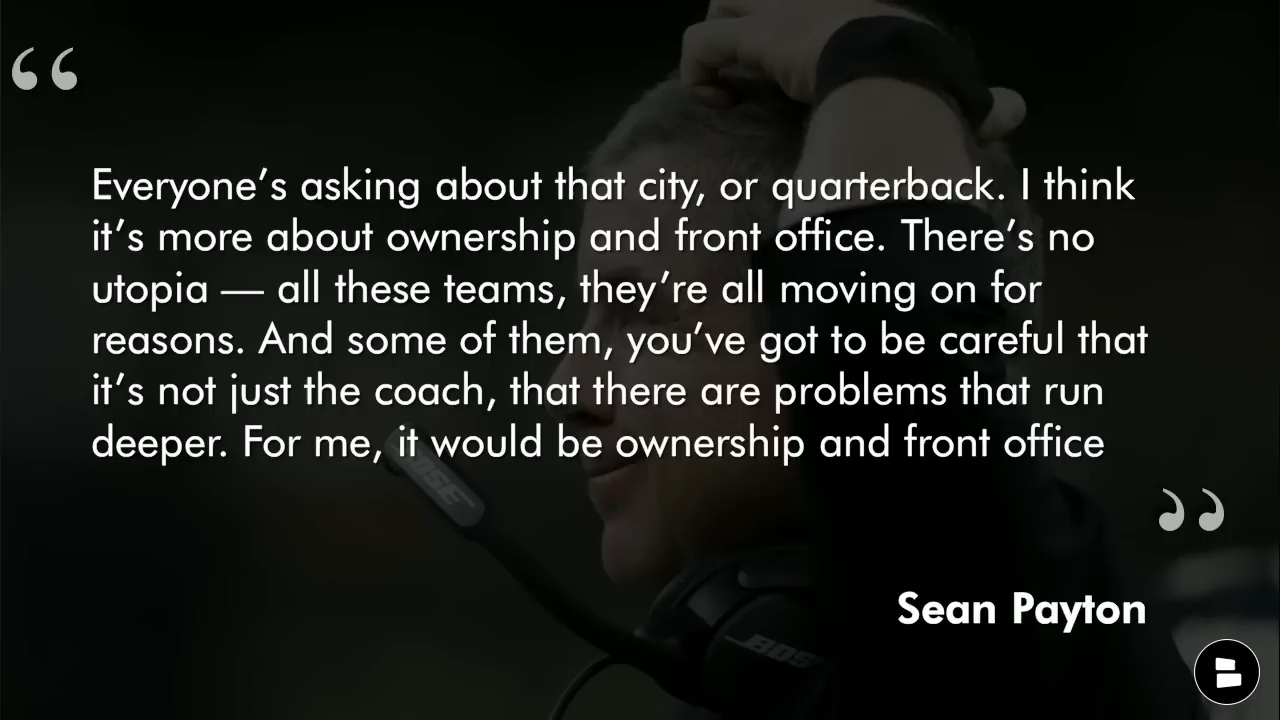 “
Everyone’s asking about that city, or quarterback. I think
it’s more about ownership and front office. There’s no
utopia — all these teams, they’re all moving on for
reasons. And some of them, you’ve got to be careful that
it’s not just the coach, that there are problems that run
deeper. For me, it would be ownership and front office
”
BOSE
BOSE
Sean Payton